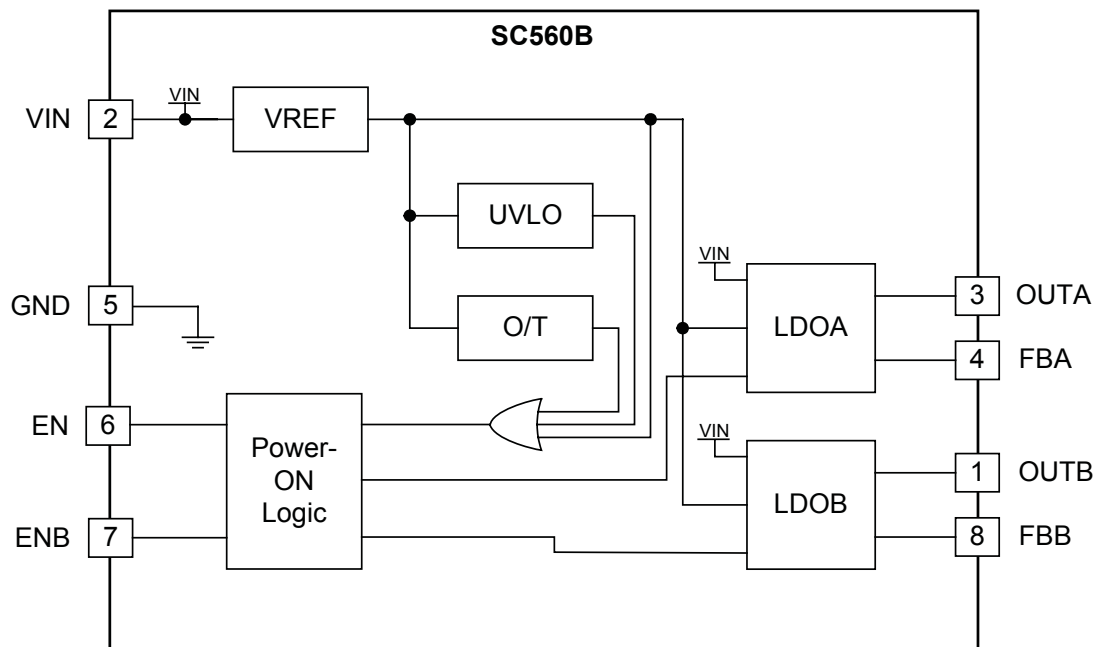 SC560B
VIN
2
VIN
VREF
UVLO
VIN
GND
5
O/T
LDOA
3
OUTA
4
FBA
EN
6
Power-
ON
Logic
VIN
LDOB
1
OUTB
ENB
7
8
FBB